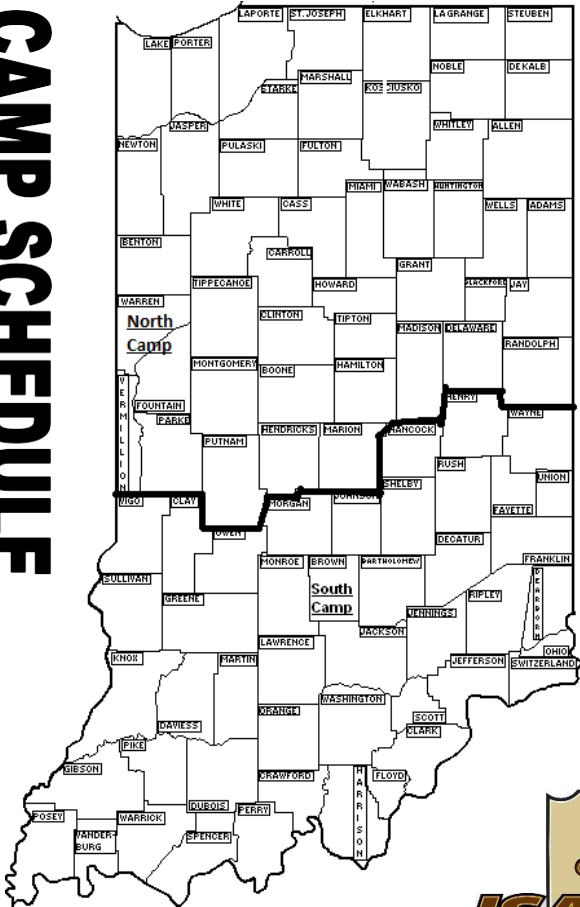 CAMP SCHEDULE
LAPORTE
ST.JOSEPH
ELKHART
LAGRANGE
STEUBEN
LAKE
PORTER
NOBLE
DEKALB
MARSHALL
STARKE
KOSCIUSKO
JASPER
WHITLEY
ALLEN
NEWTON
PULASKI
FULTON
MIAMI
WABASH
HUNTINGTON
WHITE
CASS
WELLS
ADAMS
BENTON
CARROLL
GRANT
TIPPECANOE
HOWARD
BLACKFORD
JAY
WARREN
CLINTON
TIPTON
North
Camp
MADISON
DELAWARE
RANDOLPH
MONTGOMERY
BOONE
HAMILTON
VERMILLION
FOUNTAIN
HENRY
WAYNE
PARKE
PUTNAM
HENDRICKS
MARION
HANCOCK
RUSH
UNION
SHELBY
VIGO
CLAY
MORGAN
JOHNSON
FAYETTE
OWEN
DECATUR
MONROE
BROWN
BARTHOLOMEW
FRANKLIN
SULLIVAN
DEARBORN
South
Camp
GREENE
RIPLEY
JENNINGS
JACKSON
LAWRENCE
OHIO
KNOX
MARTIN
JEFFERSON
SWITZERLAND
WASHINGTON
ORANGE
SCOTT
DAVIESS
CLARK
PIKE
GIBSON
CRAWFORD
FLOYD
HARRISON
DUBOIS
PERRY
POSEY
WARRICK
VANDER-
BURG
SPENCER